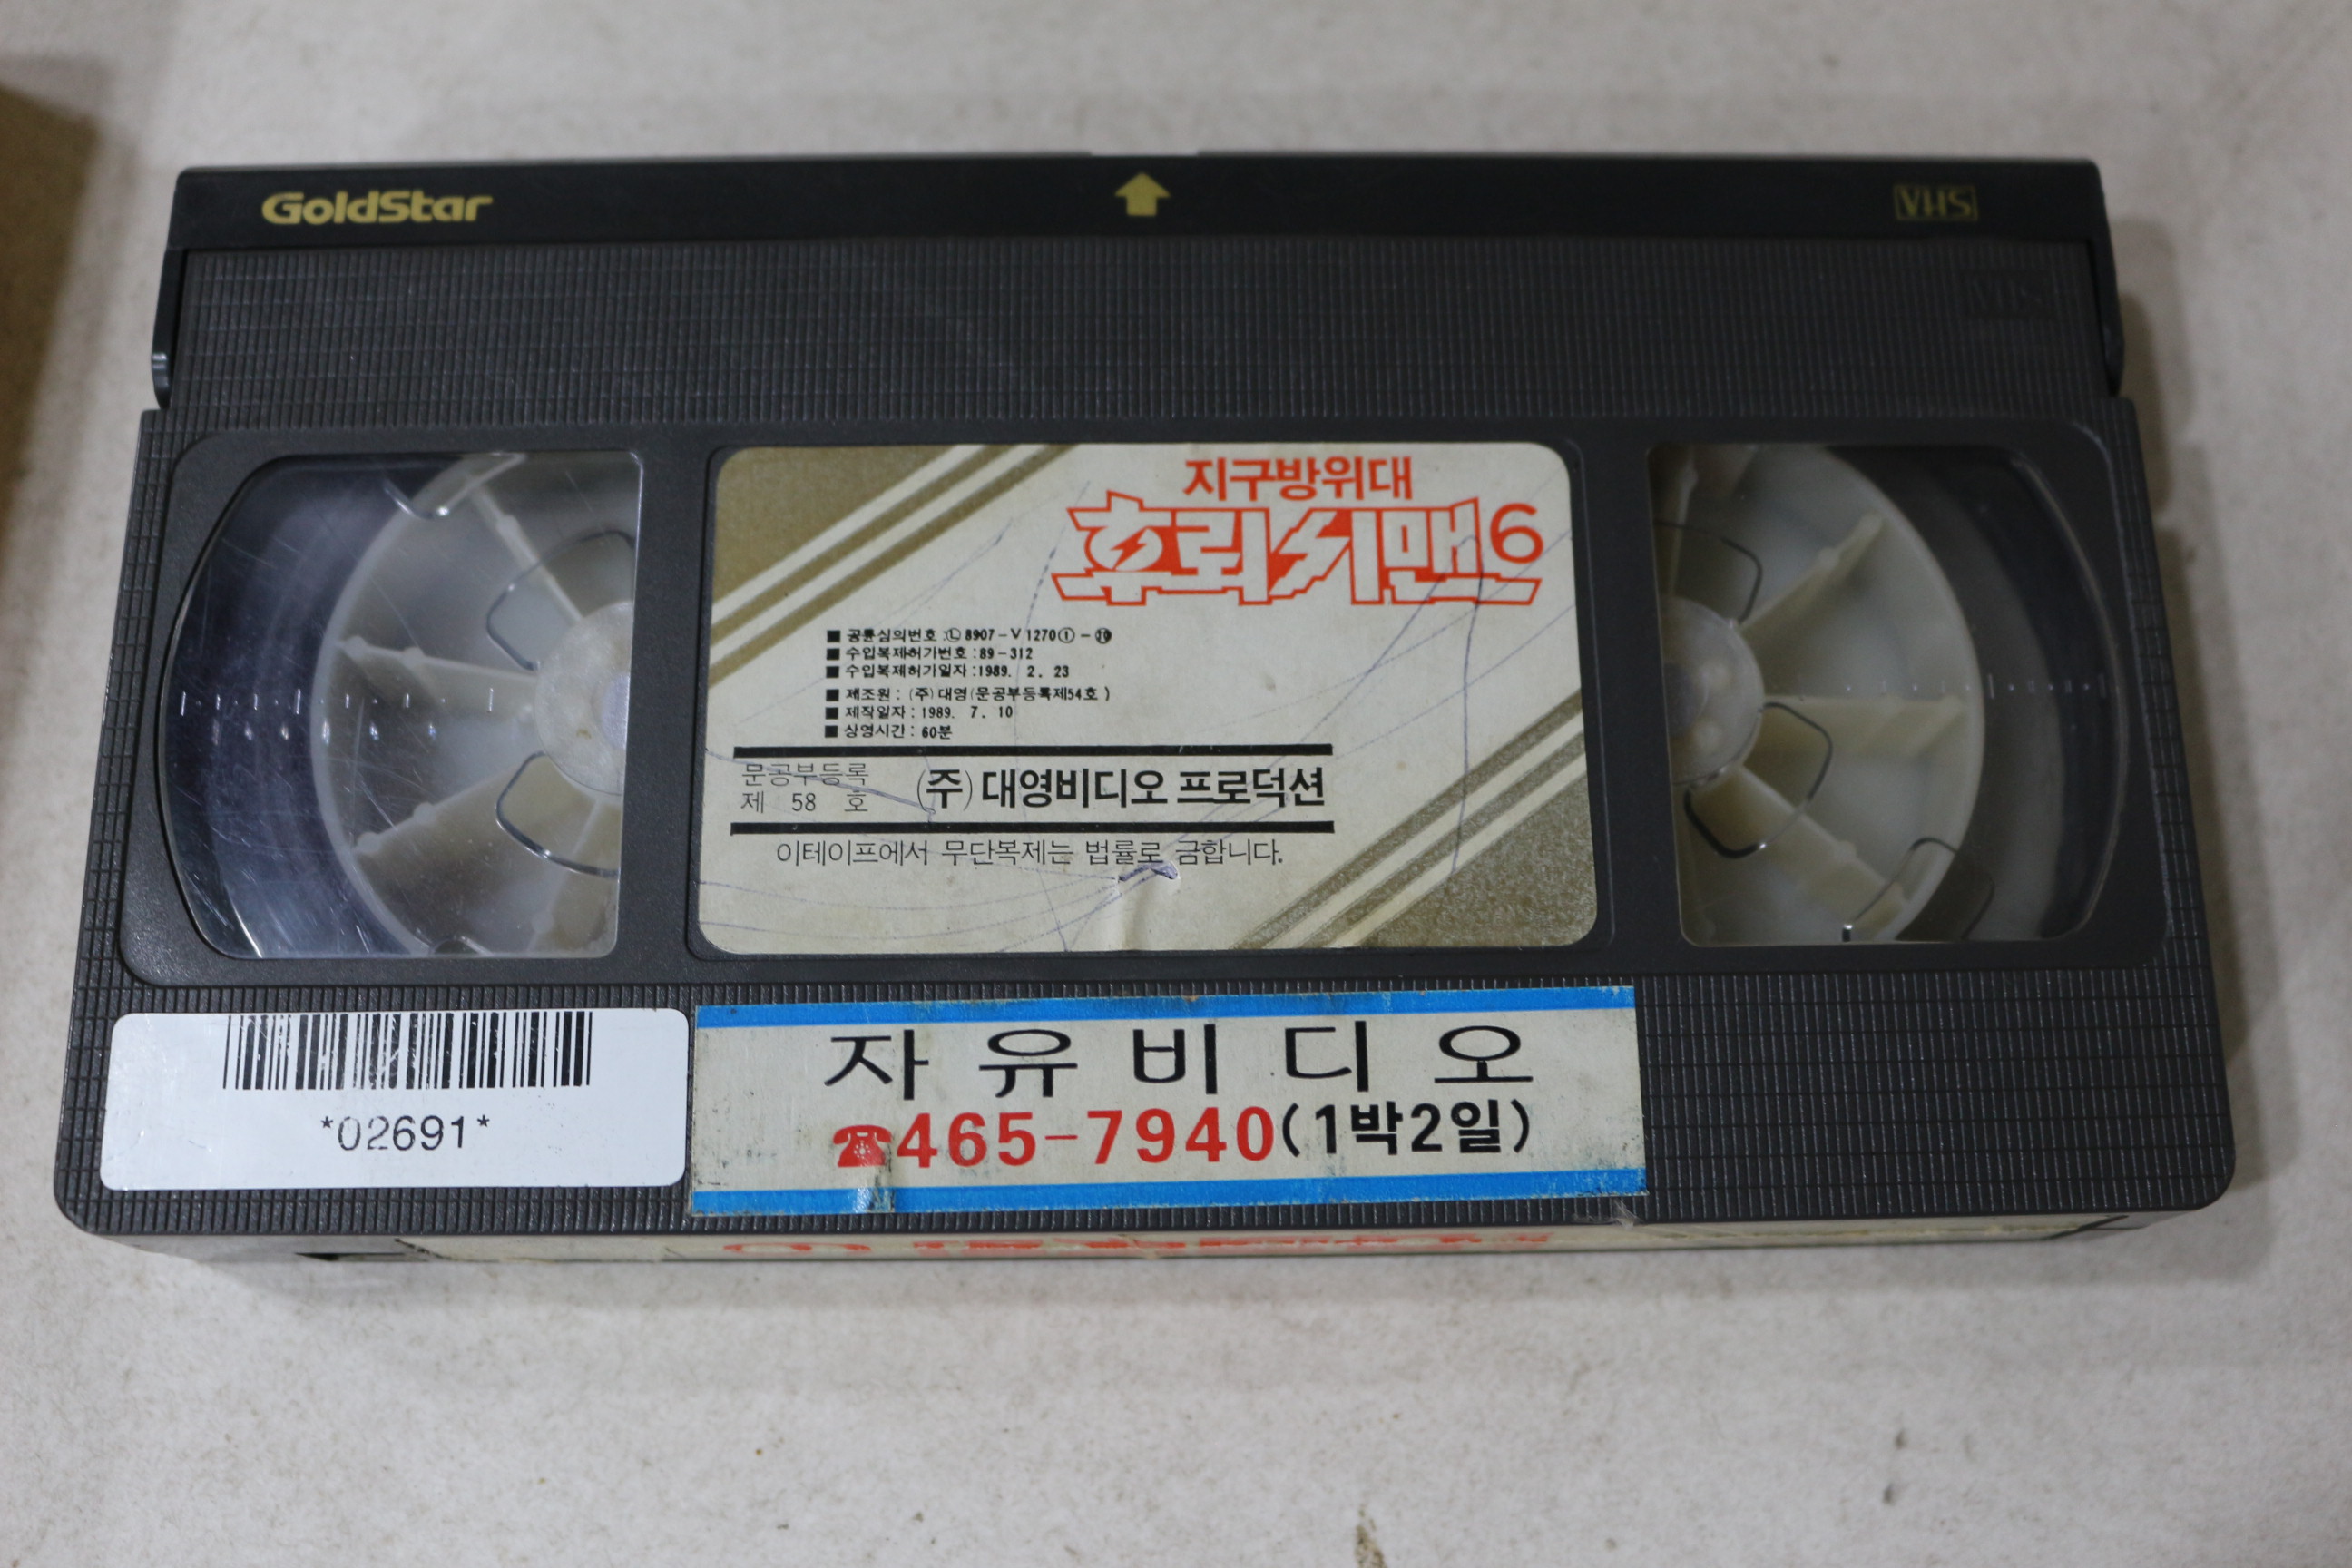 GoldStar
VHS
VHS
지구방위대
후뢰시맨 9
■ 공륜심의번호 :Ⓛ 8907-V1270①-⑩
■ 수입복제허가번호 : 89-312
■ 수입복제허가일자 : 1989. 2. 23
■ 제조원 : (주) 대영(문공부등록제54호)
■ 제작일자 : 1989. 7. 10
■ 상영시간 : 60분
문공부등록
제 58 호
(주) 대영비디오 프로덕션
이테이프에서 무단복제는 법률로 금합니다.
*02691*
자유비디오
☎465-7940(1박2일)